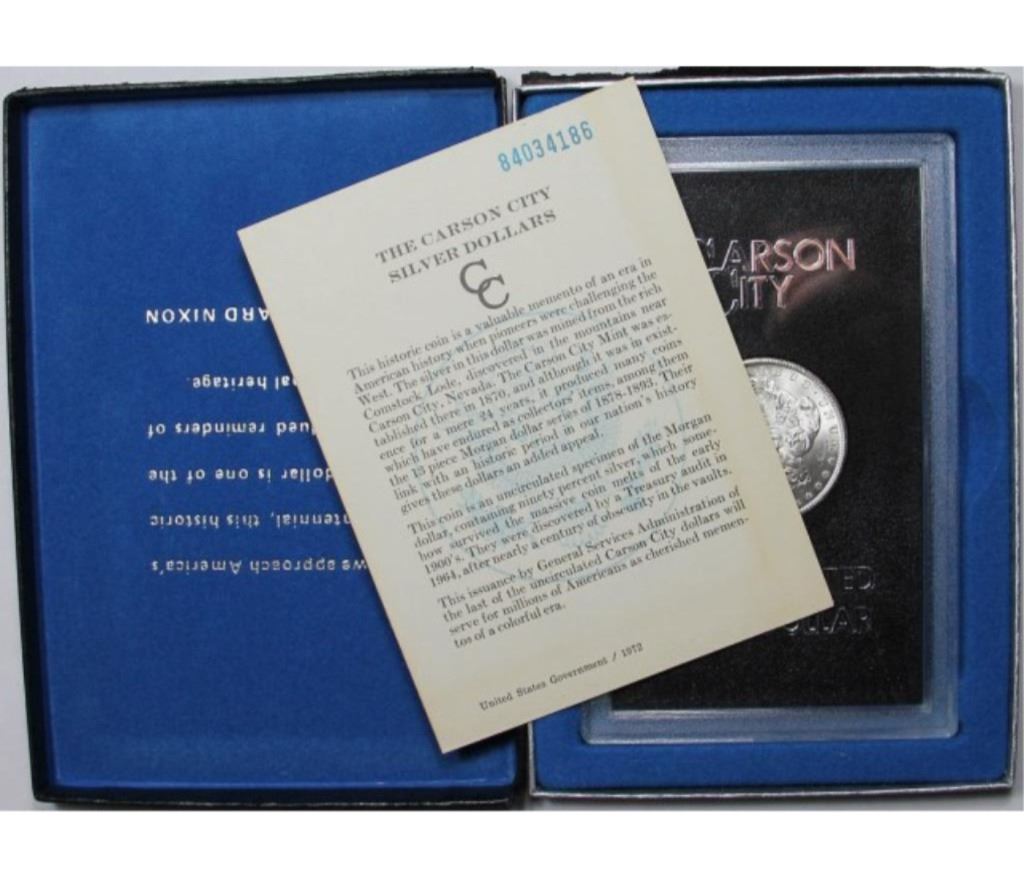 84034186
THE CARSON CITY
SILVER DOLLARS
CC
This historic coin is a valuable memento of an era in
American history when pioneers were challenging the
West. The silver in this dollar was mined from the rich
Comstock Lode, discovered in the mountains near
Carson City, Nevada. The Carson City Mint was es-
tablished there in 1870, and although it was in exist-
ence for a mere 24 years, it produced many coins
which have endured as collectors' items, among them
the 13 piece Morgan dollar series of 1878-1893. Their
link with an historic period in our nation's history
gives these dollars an added appeal.
This coin is an uncirculated specimen of the Morgan
dollar, containing ninety percent silver, which some-
how survived the massive coin melts of the early
1900's. They were discovered by a Treasury audit in
1964, after nearly a century of obscurity in the vaults.
This issuance by General Services Administration of
the last of the uncirculated Carson City dollars will
serve for millions of Americans as cherished memen-
tos of a colorful era.
United States Government / 1972
CARSON
CITY
TED
OLLAR
we approach America's
ntennial, this historic
dollar is one of the
lued reminders of
nal heritage.
ARD NIXON